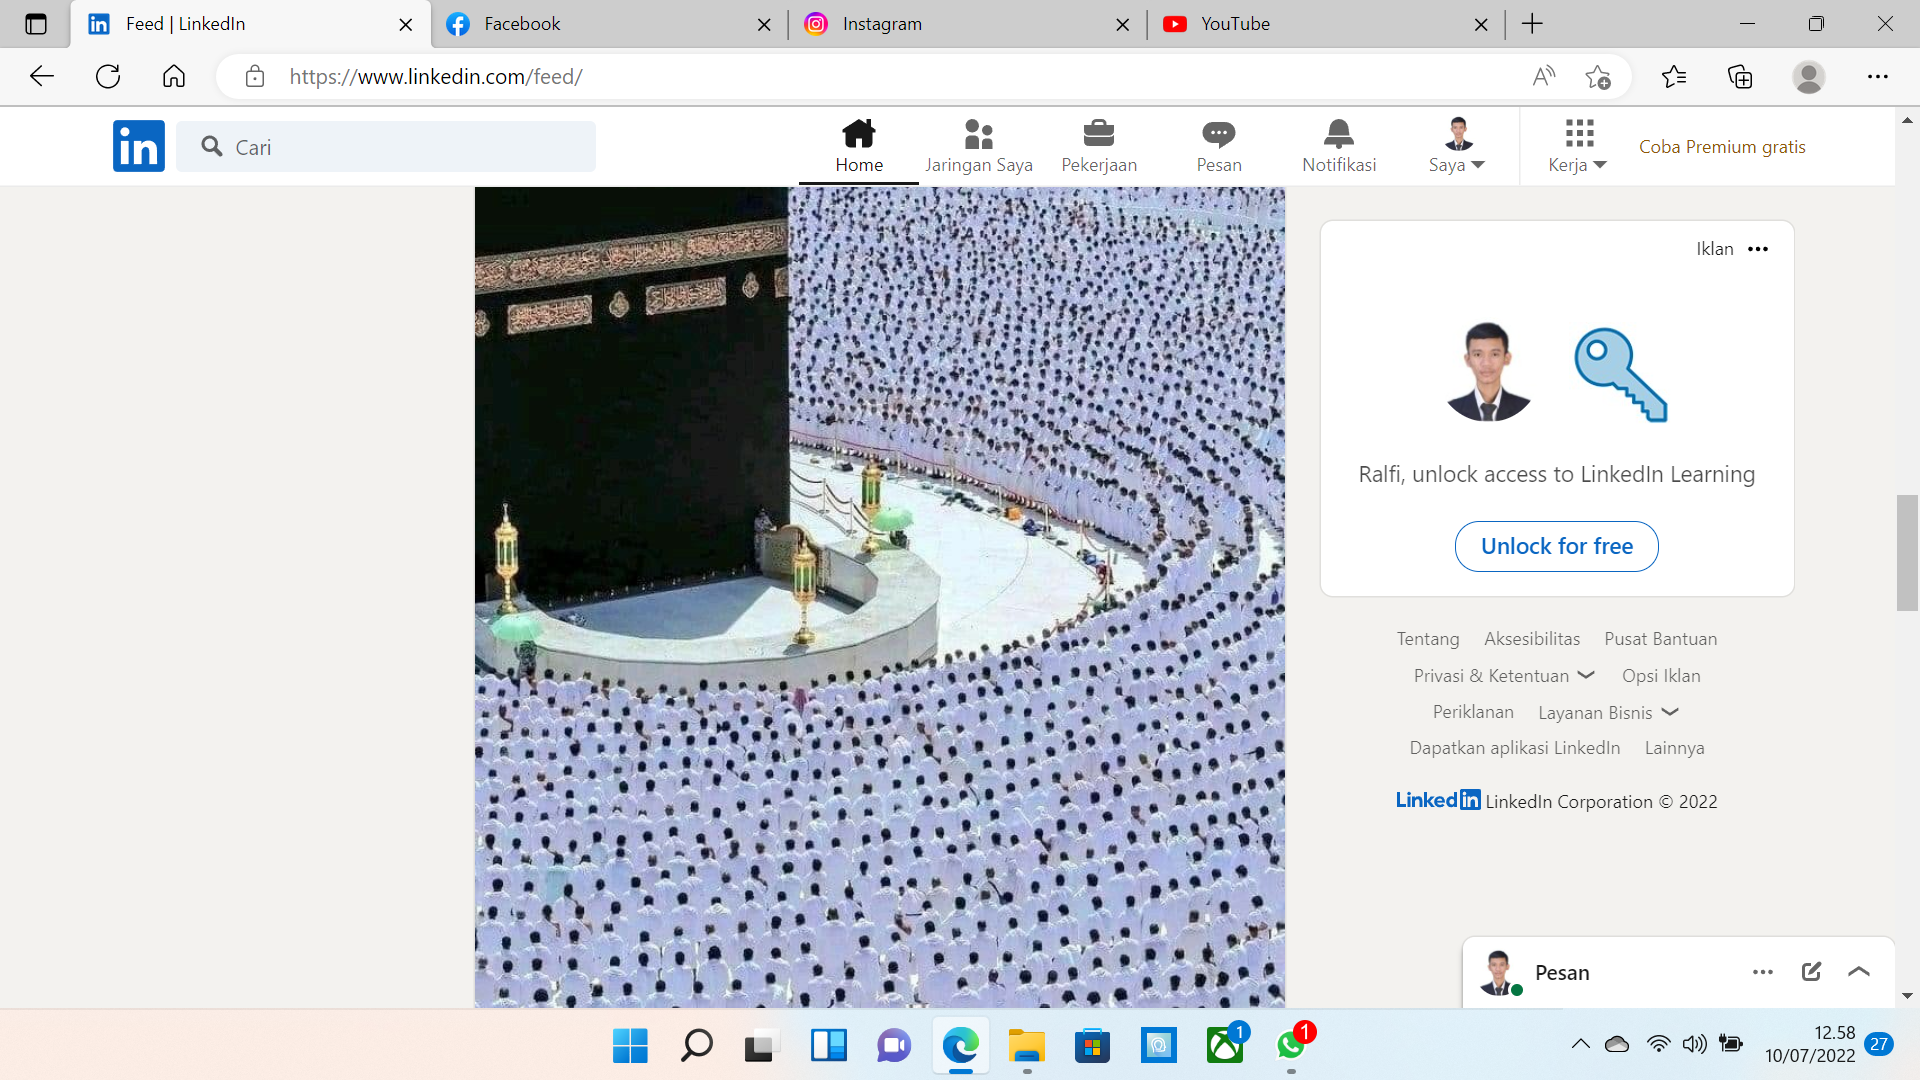 Feed | LinkedIn
Facebook
Instagram
YouTube
https://www.linkedin.com/feed/
in
Cari
Home
Jaringan Saya
Pekerjaan
Pesan
Notifikasi
Saya
Kerja
Coba Premium gratis
Iklan
Ralfi, unlock access to LinkedIn Learning
Unlock for free
Tentang Aksesibilitas Pusat Bantuan
Privasi & Ketentuan Opsi Iklan
Periklanan Layanan Bisnis
Dapatkan aplikasi LinkedIn Lainnya
LinkedIn LinkedIn Corporation © 2022
Pesan
1
1
12.58
10/07/2022
27